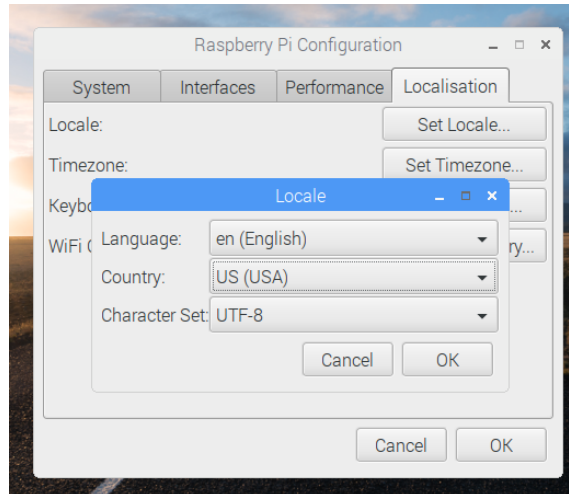 Raspberry Pi Configuration
System Interfaces Performance Localisation
Locale: Set Locale...
Timezone: Set Timezone...
Locale
Language: en (English)
Country: US (USA)
Character Set: UTF-8
Cancel OK
Cancel OK